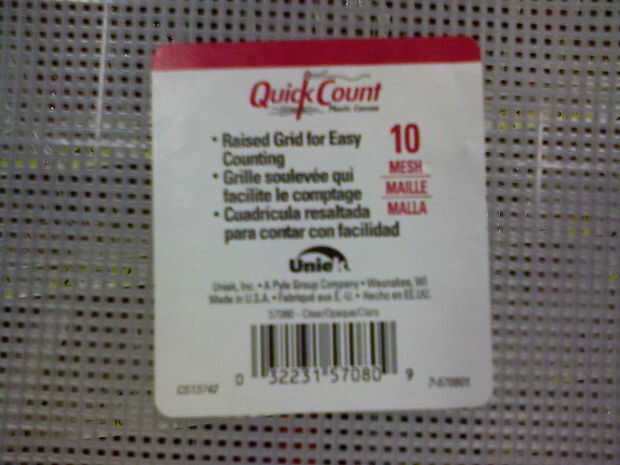 Quick Count
Plastic Canvas
• Raised Grid for Easy
Counting
• Grille soulevée qui
facilite le comptage
• Cuadricula resaltada
para contar con facilidad
10
MESH
MAILLE
MALLA
Uniek
Uniek, Inc. • A Pyle Group Company • Waunakee, WI
Made in U.S.A. • Fabriqué aux É.-U. • Hecho en EE.UU.
57080 - Clear/Opaque/Claro
0 32231 57080 9